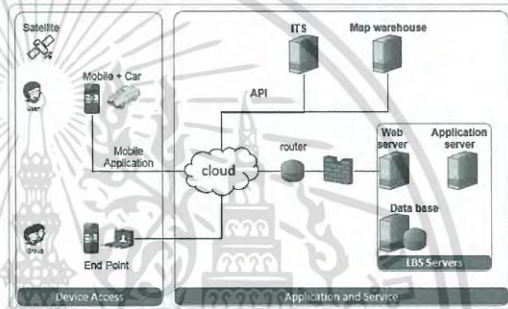 Satellite
ITS
Map warehouse
Mobile + Car
User
API
Mobile
Application
cloud
router
Web
server
Application
server
Data base
Group
End Point
LBS Servers
Device Access
Application and Service